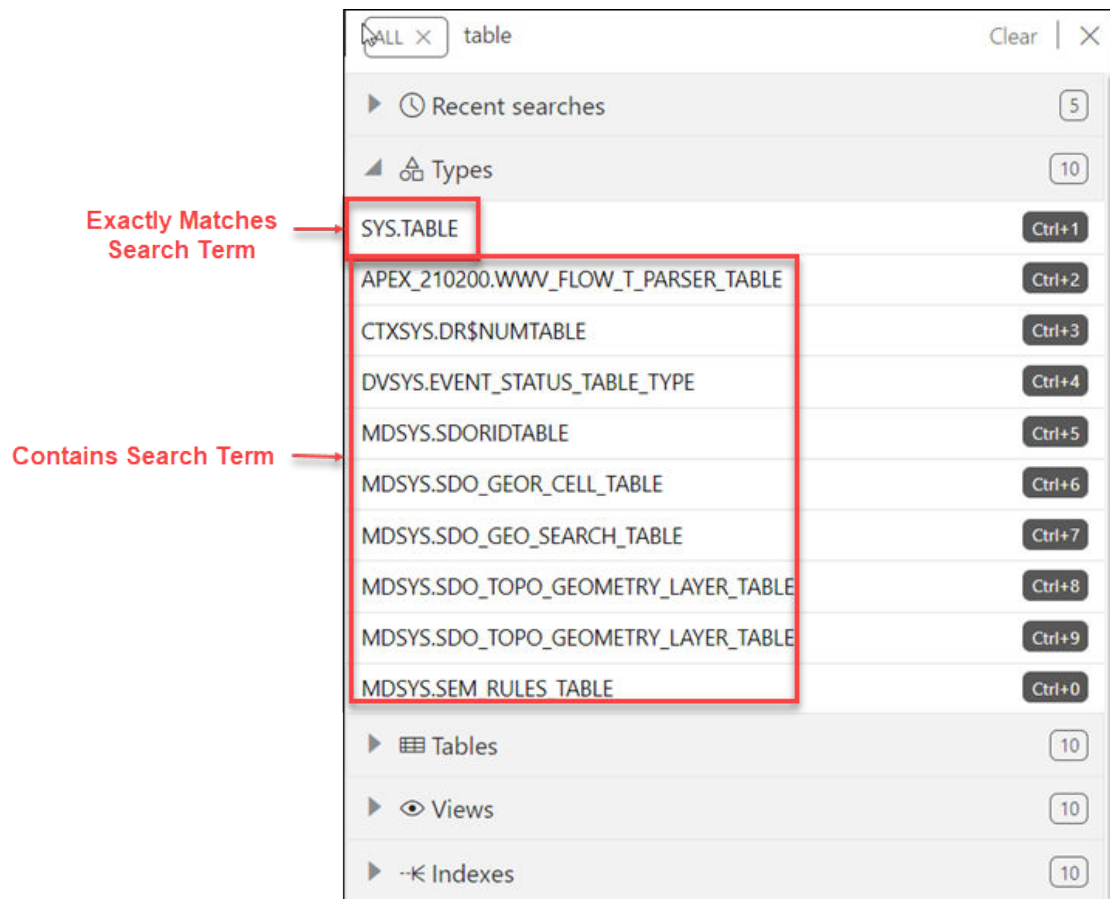 ALL × table Clear | ×
Recent searches 5
Types 10
Exactly Matches
Search Term
SYS.TABLE Ctrl+1
APEX_210200.WWV_FLOW_T_PARSER_TABLE Ctrl+2
CTXSYS.DR$NUMTABLE Ctrl+3
DVSYS.EVENT_STATUS_TABLE_TYPE Ctrl+4
Contains Search Term
MDSYS.SDORIDTABLE Ctrl+5
MDSYS.SDO_GEOR_CELL_TABLE Ctrl+6
MDSYS.SDO_GEO_SEARCH_TABLE Ctrl+7
MDSYS.SDO_TOPO_GEOMETRY_LAYER_TABLE Ctrl+8
MDSYS.SDO_TOPO_GEOMETRY_LAYER_TABLE Ctrl+9
MDSYS.SEM_RULES_TABLE Ctrl+0
Tables 10
Views 10
Indexes 10